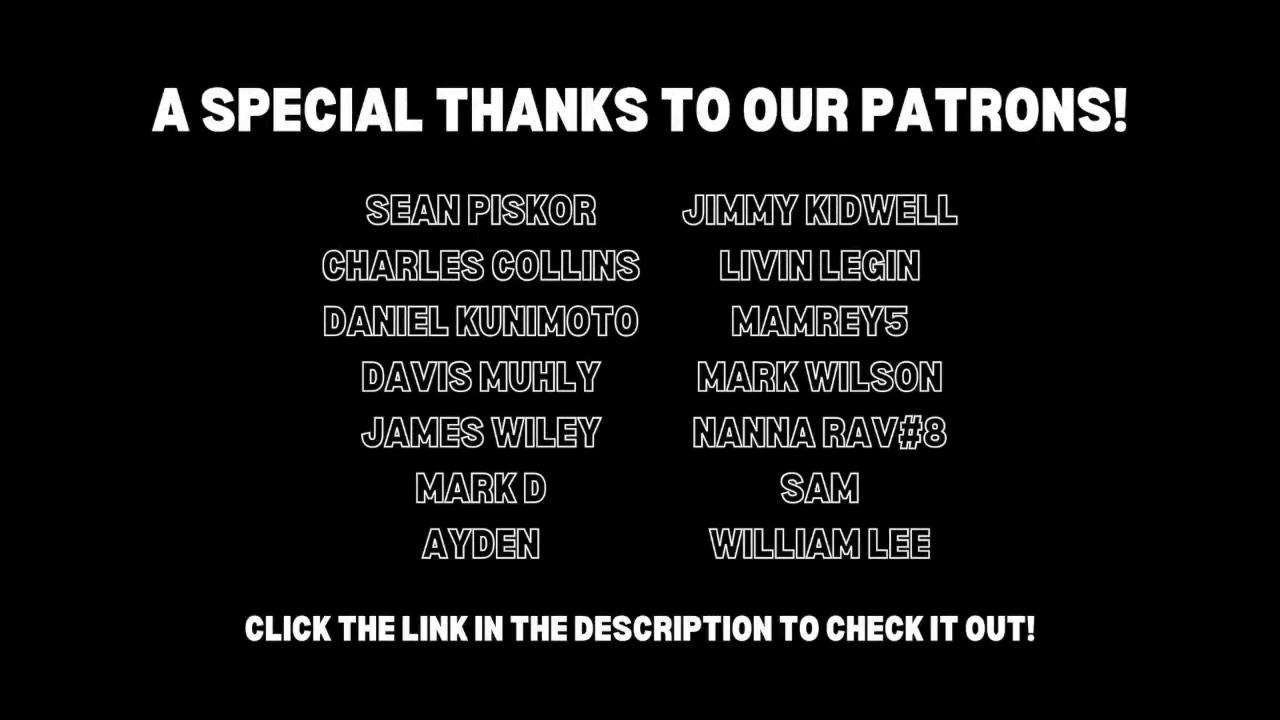 A SPECIAL THANKS TO OUR PATRONS!
SEAN PISKOR
CHARLES COLLINS
DANIEL KUNIMOTO
DAVIS MUHLY
JAMES WILEY
MARK D
AYDEN
JIMMY KIDWELL
LIVIN LEGIN
MAMREY5
MARK WILSON
NANNA RAV#8
SAM
WILLIAM LEE
CLICK THE LINK IN THE DESCRIPTION TO CHECK IT OUT!